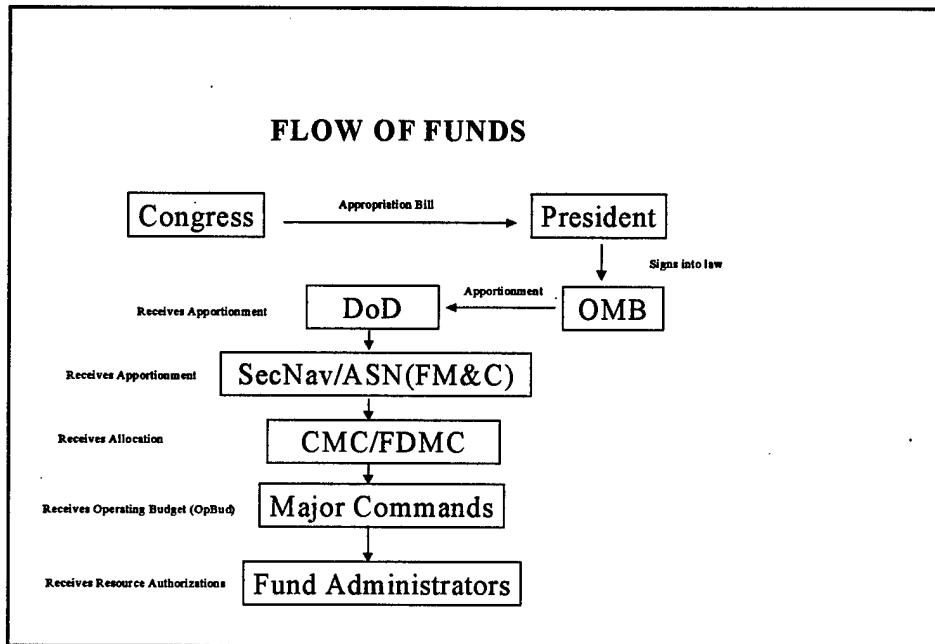 FLOW OF FUNDS
Congress
Appropriation Bill
President
Signs into law
Receives Apportionment
DoD
Apportionment
OMB
Receives Apportionment
SecNav/ASN(FM&C)
Receives Allocation
CMC/FDMC
Receives Operating Budget (OpBud)
Major Commands
Receives Resource Authorizations
Fund Administrators